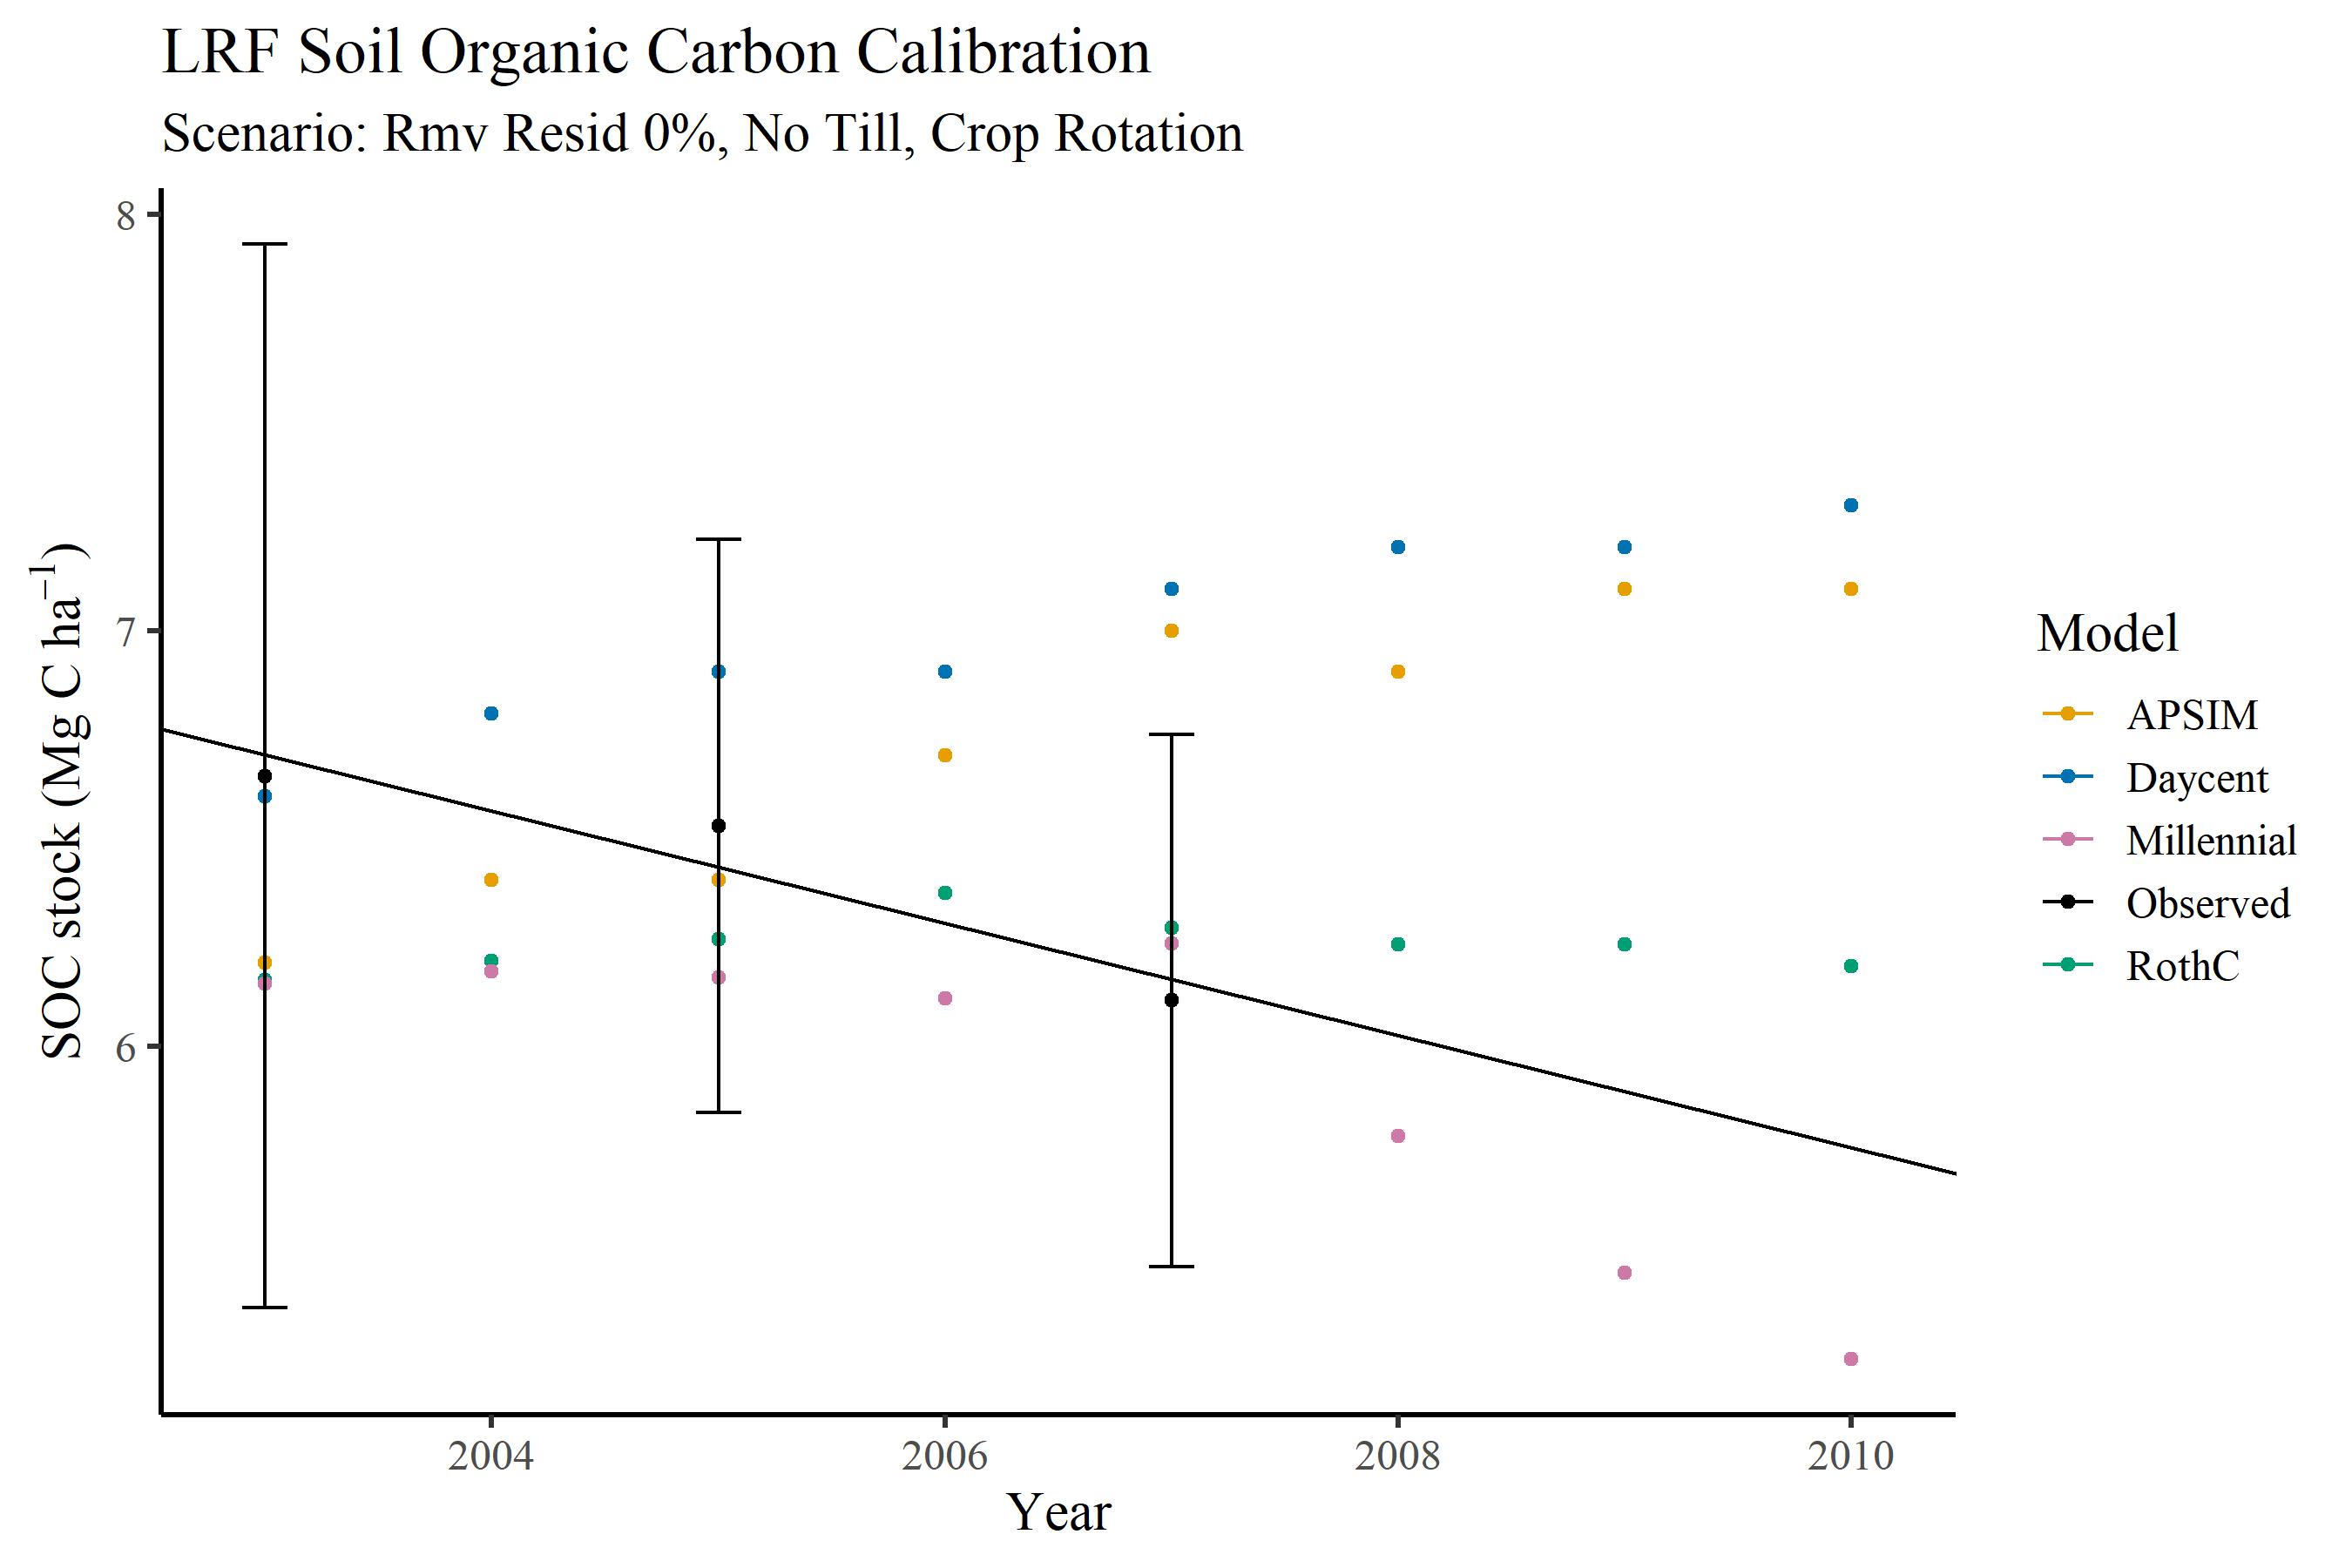 LRF Soil Organic Carbon Calibration
Scenario: Rmv Resid 0%, No Till, Crop Rotation
8
7
6
SOC stock (Mg C ha⁻¹)
2004 2006 2008 2010
Year
Model
APSIM
Daycent
Millennial
Observed
RothC